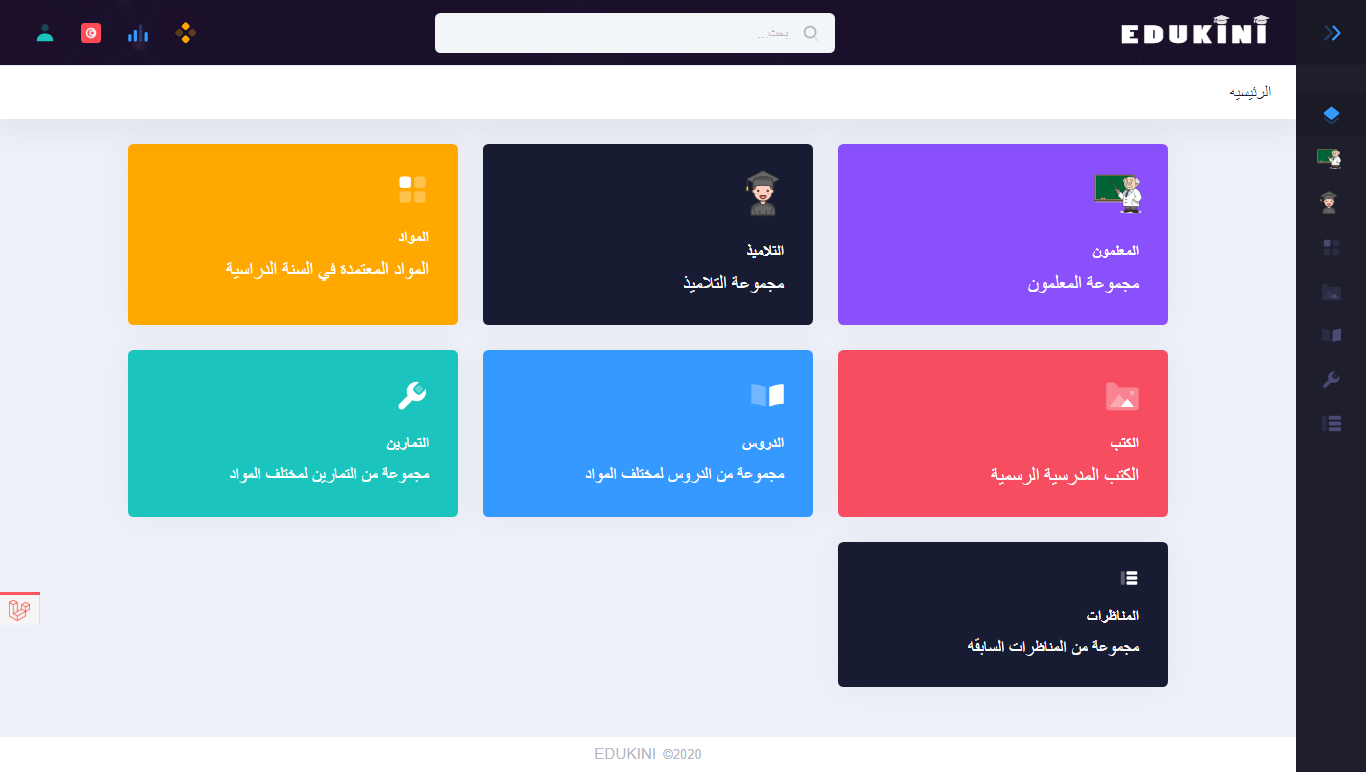 EDUKINI
بحث...
الرئيسيه
المعلمون
مجموعة المعلمون
التلاميذ
مجموعة التلاميذ
المواد
المواد المعتمدة في السنة الدراسية
الكتب
الكتب المدرسية الرسمية
الدروس
مجموعة من الدروس لمختلف المواد
التمارين
مجموعة من التمارين لمختلف المواد
المناظرات
مجموعة من المناظرات السابقه
EDUKINI ©2020